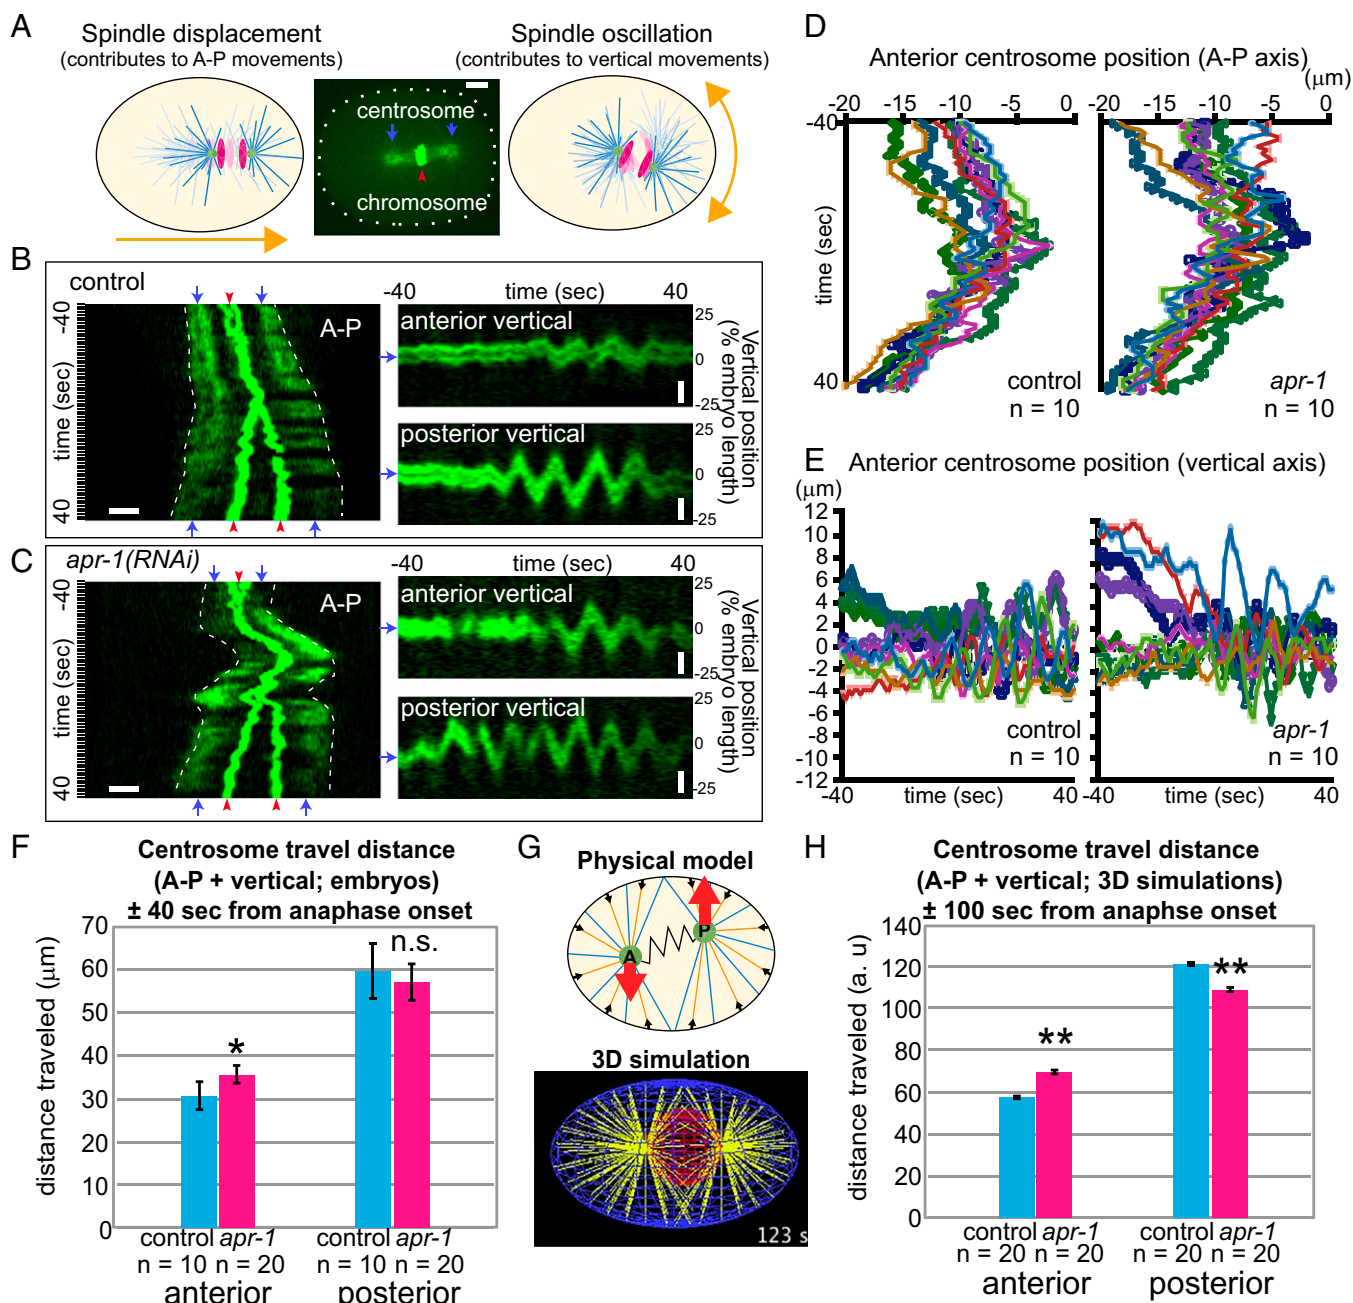 A
Spindle displacement
(contributes to A-P movements)
centrosome
chromosome
Spindle oscillation
(contributes to vertical movements)
B
control
-40
time (sec)
40
A-P
-40 time (sec) 40
anterior vertical
25
0
-25
posterior vertical
25
0
-25
Vertical position
(% embryo length)
C
apr-1(RNAi)
-40
time (sec)
40
A-P
-40 time (sec) 40
anterior vertical
25
0
-25
posterior vertical
25
0
-25
Vertical position
(% embryo length)
D
Anterior centrosome position (A-P axis)
(μm)
-20 -15 -10 -5 0 -20 -15 -10 -5 0
-40
time (sec)
40
control
n = 10
apr-1
n = 10
E
Anterior centrosome position (vertical axis)
(μm)
12
10
8
6
4
2
0
-2
-4
-6
-8
-10
-12
control
n = 10
apr-1
n = 10
-40 time (sec) 40
-40 time (sec) 40
F
Centrosome travel distance
(A-P + vertical; embryos)
± 40 sec from anaphase onset
distance traveled (μm)
70
60
50
40
30
20
10
0
*
n.s.
control apr-1 control apr-1
n = 10 n = 20 n = 10 n = 20
anterior posterior
G
Physical model
A
P
3D simulation
123 s
H
Centrosome travel distance
(A-P + vertical; 3D simulations)
± 100 sec from anaphse onset
distance traveled (a. u)
140
120
100
80
60
40
20
0
**
**
control apr-1 control apr-1
n = 20 n = 20 n = 20 n = 20
anterior posterior